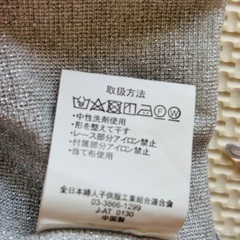 取扱方法
・中性洗剤使用
・形を整えて干す
・レース部分アイロン禁止
・付属部分アイロン禁止
・当て布使用
全日本婦人子供服工業組合連合会
03-3866-1299
J-AT 0130
中国製